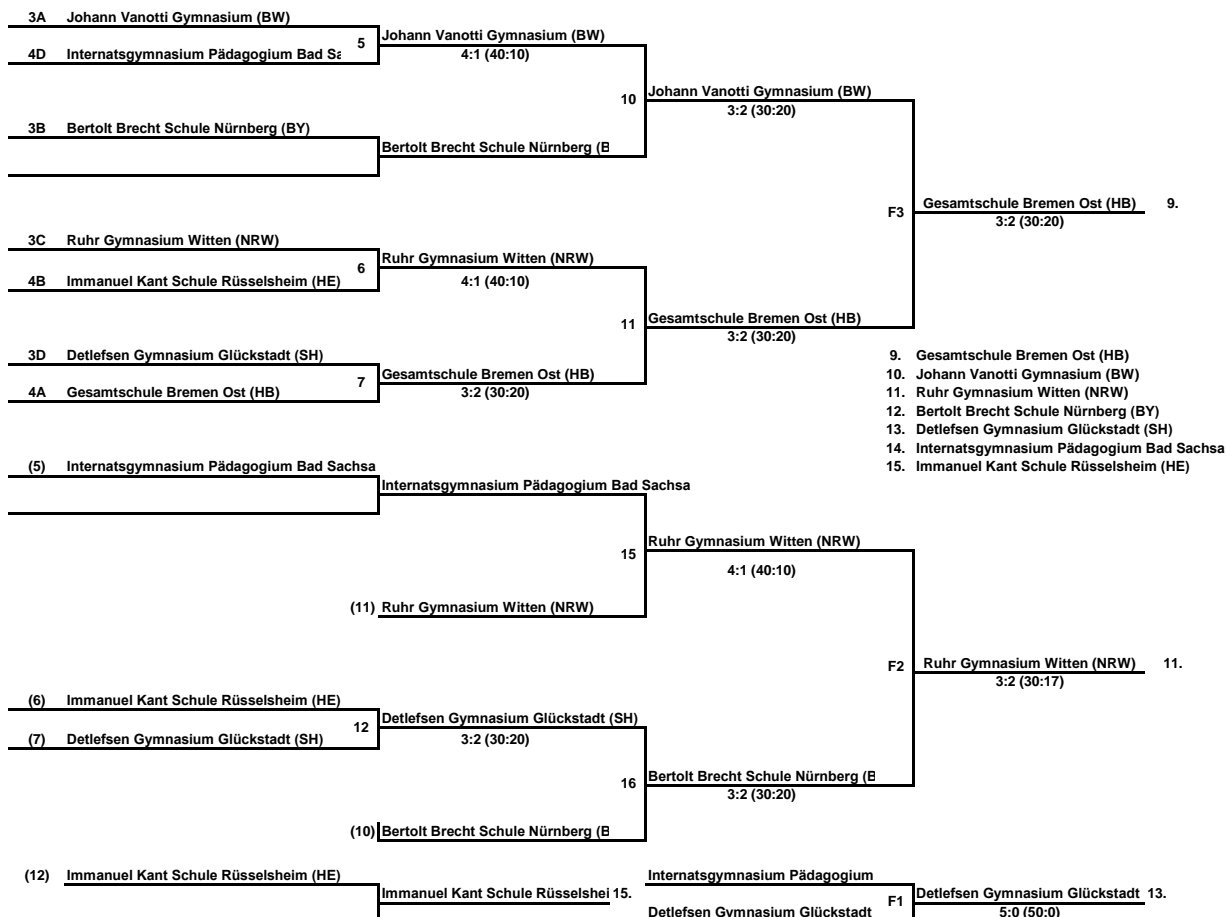 3A Johann Vanotti Gymnasium (BW)
5 Johann Vanotti Gymnasium (BW)
4D Internatsgymnasium Pädagogium Bad Sa
4:1 (40:10)
10 Johann Vanotti Gymnasium (BW)
3:2 (30:20)
3B Bertolt Brecht Schule Nürnberg (BY)
Bertolt Brecht Schule Nürnberg (B
F3 Gesamtschule Bremen Ost (HB) 9.
3:2 (30:20)
3C Ruhr Gymnasium Witten (NRW)
6 Ruhr Gymnasium Witten (NRW)
4B Immanuel Kant Schule Rüsselsheim (HE)
4:1 (40:10)
11 Gesamtschule Bremen Ost (HB)
3:2 (30:20)
3D Detlefsen Gymnasium Glückstadt (SH)
7 Gesamtschule Bremen Ost (HB)
4A Gesamtschule Bremen Ost (HB)
3:2 (30:20)
9. Gesamtschule Bremen Ost (HB)
10. Johann Vanotti Gymnasium (BW)
11. Ruhr Gymnasium Witten (NRW)
12. Bertolt Brecht Schule Nürnberg (BY)
13. Detlefsen Gymnasium Glückstadt (SH)
14. Internatsgymnasium Pädagogium Bad Sachsa
15. Immanuel Kant Schule Rüsselsheim (HE)
(5) Internatsgymnasium Pädagogium Bad Sachsa
Internatsgymnasium Pädagogium Bad Sachsa
15 Ruhr Gymnasium Witten (NRW)
4:1 (40:10)
(11) Ruhr Gymnasium Witten (NRW)
F2 Ruhr Gymnasium Witten (NRW) 11.
3:2 (30:17)
(6) Immanuel Kant Schule Rüsselsheim (HE)
12 Detlefsen Gymnasium Glückstadt (SH)
(7) Detlefsen Gymnasium Glückstadt (SH)
3:2 (30:20)
16 Bertolt Brecht Schule Nürnberg (B
3:2 (30:20)
(10) Bertolt Brecht Schule Nürnberg (B
(12) Immanuel Kant Schule Rüsselsheim (HE)
Immanuel Kant Schule Rüsselshei 15.
Internatsgymnasium Pädagogium
F1 Detlefsen Gymnasium Glückstadt 13.
Detlefsen Gymnasium Glückstadt
5:0 (50:0)